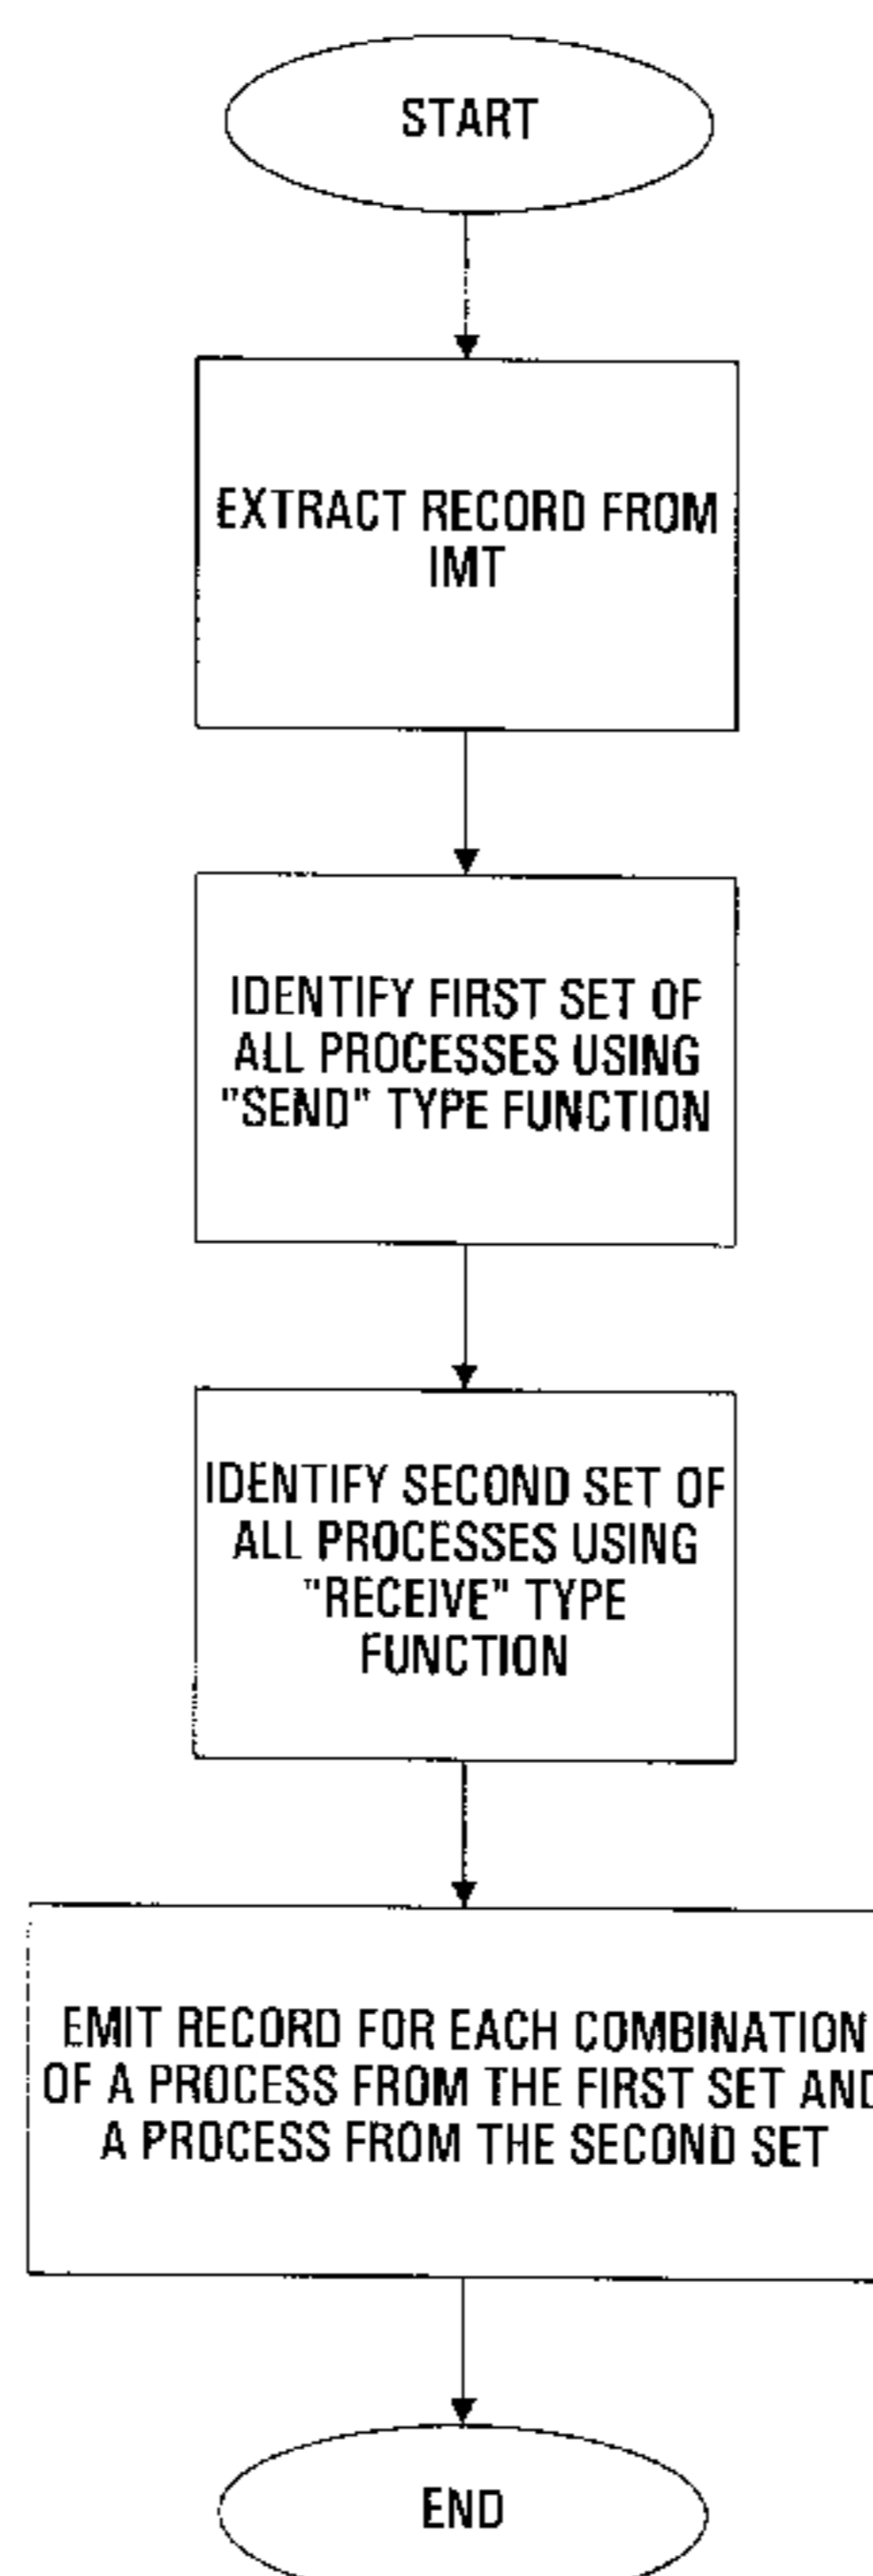 START
EXTRACT RECORD FROM
IMT
IDENTIFY FIRST SET OF
ALL PROCESSES USING
"SEND" TYPE FUNCTION
IDENTIFY SECOND SET OF
ALL PROCESSES USING
"RECEIVE" TYPE
FUNCTION
EMIT RECORD FOR EACH COMBINATION
OF A PROCESS FROM THE FIRST SET AND
A PROCESS FROM THE SECOND SET
END